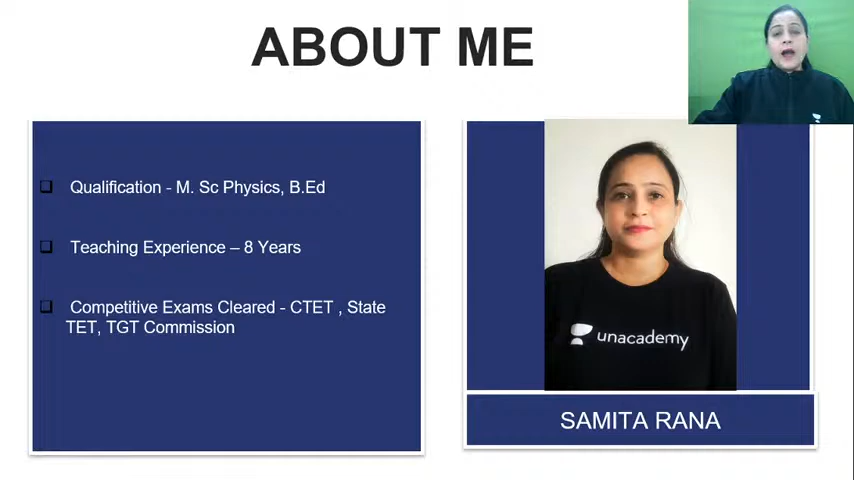 ABOUT ME
Qualification - M. Sc Physics, B.Ed
Teaching Experience – 8 Years
Competitive Exams Cleared - CTET , State
TET, TGT Commission
unacademy
SAMITA RANA